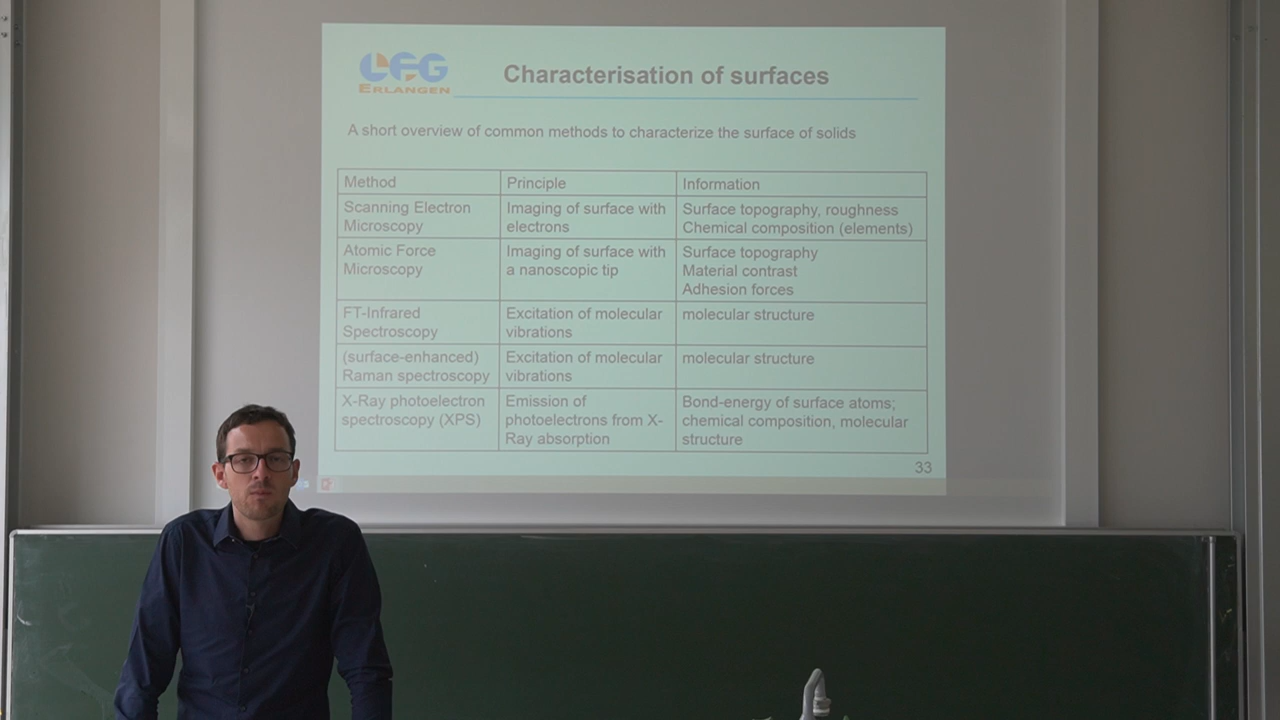 LFG
ERLANGEN
Characterisation of surfaces
A short overview of common methods to characterize the surface of solids
Method
Principle
Information
Scanning Electron
Microscopy
Imaging of surface with
electrons
Surface topography, roughness
Chemical composition (elements)
Atomic Force
Microscopy
Imaging of surface with
a nanoscopic tip
Surface topography
Material contrast
Adhesion forces
FT-Infrared
Spectroscopy
Excitation of molecular
vibrations
molecular structure
(surface-enhanced)
Raman spectroscopy
Excitation of molecular
vibrations
molecular structure
X-Ray photoelectron
spectroscopy (XPS)
Emission of
photoelectrons from X-
Ray absorption
Bond-energy of surface atoms;
chemical composition, molecular
structure
33